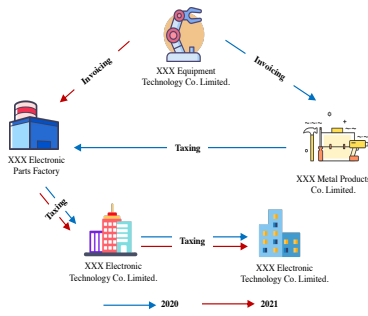 XXX Equipment
Technology Co. Limited.
Invoicing
Invoicing
XXX Electronic
Parts Factory
Taxing
XXX Metal Products
Co. Limited.
Taxing
XXX Electronic
Technology Co. Limited.
Taxing
XXX Electronic
Technology Co. Limited.
2020
2021